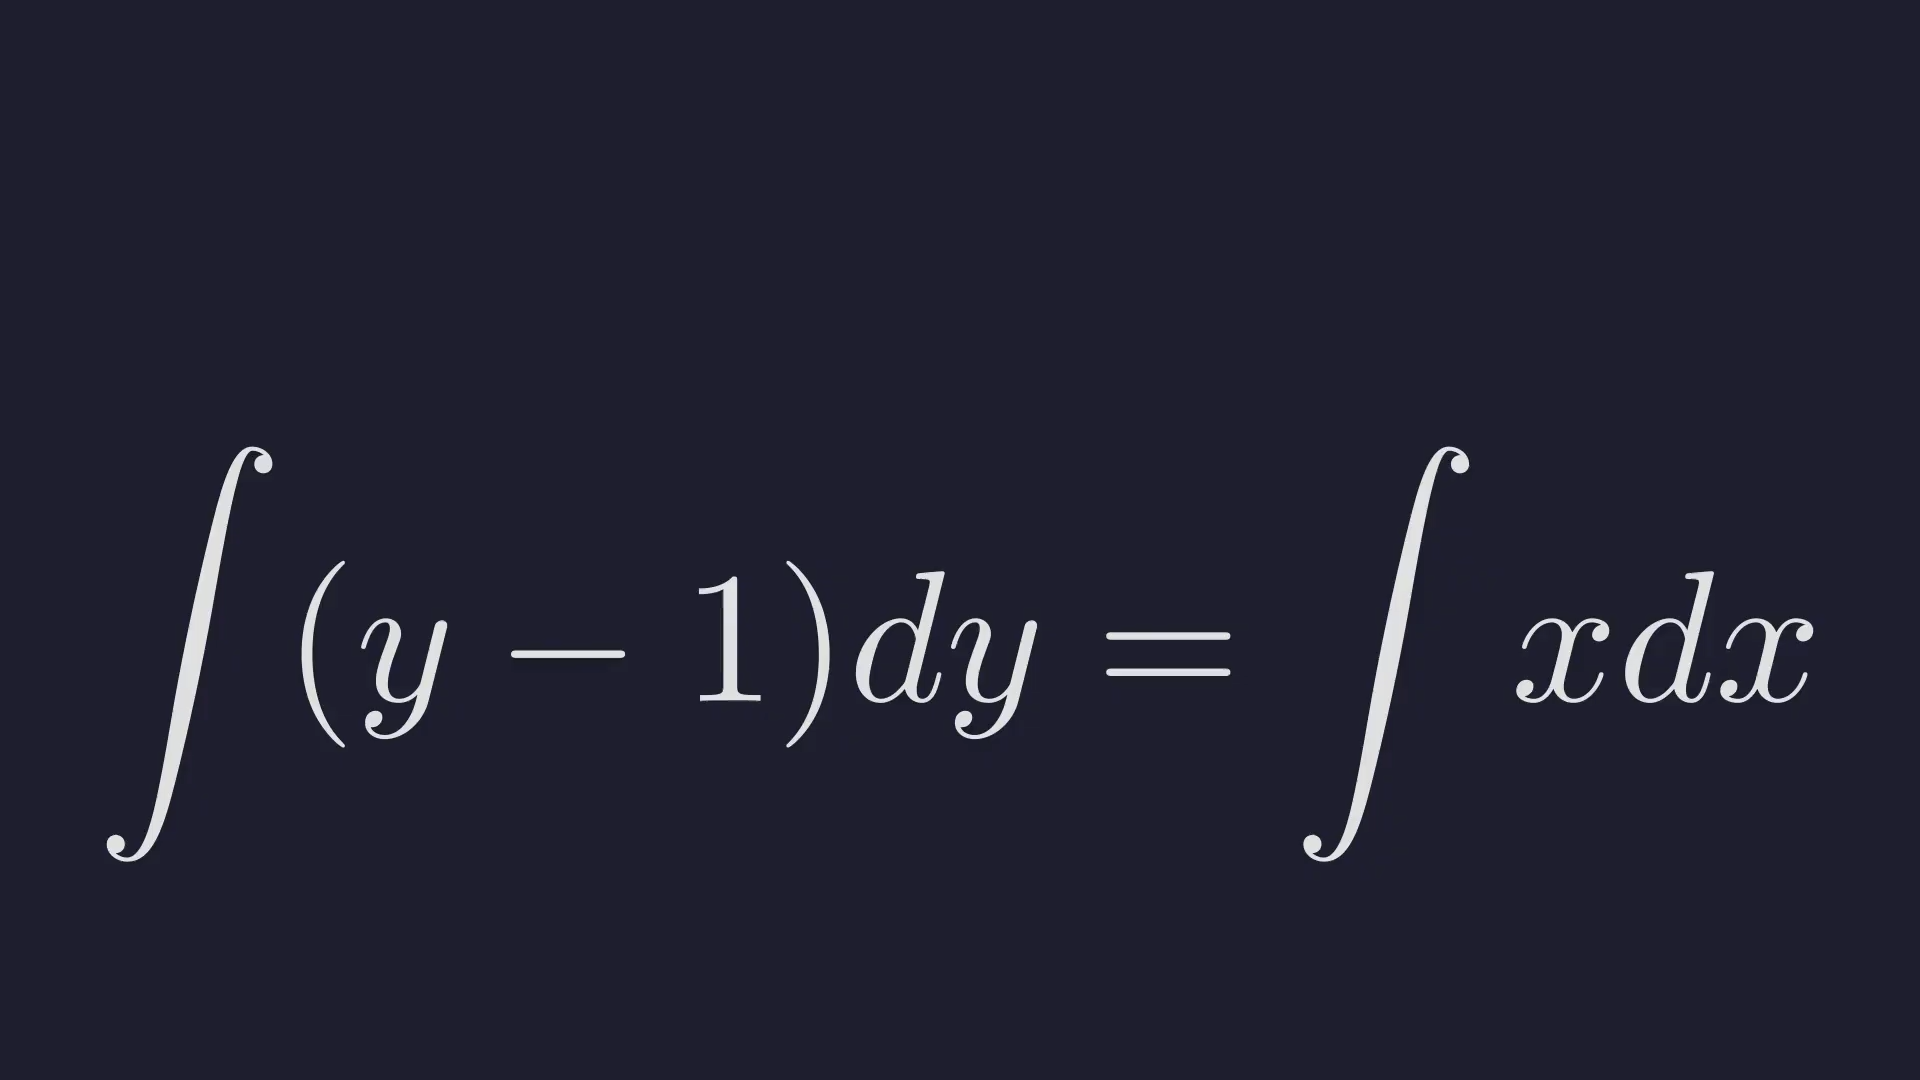 ∫(y − 1)dy = ∫ xdx